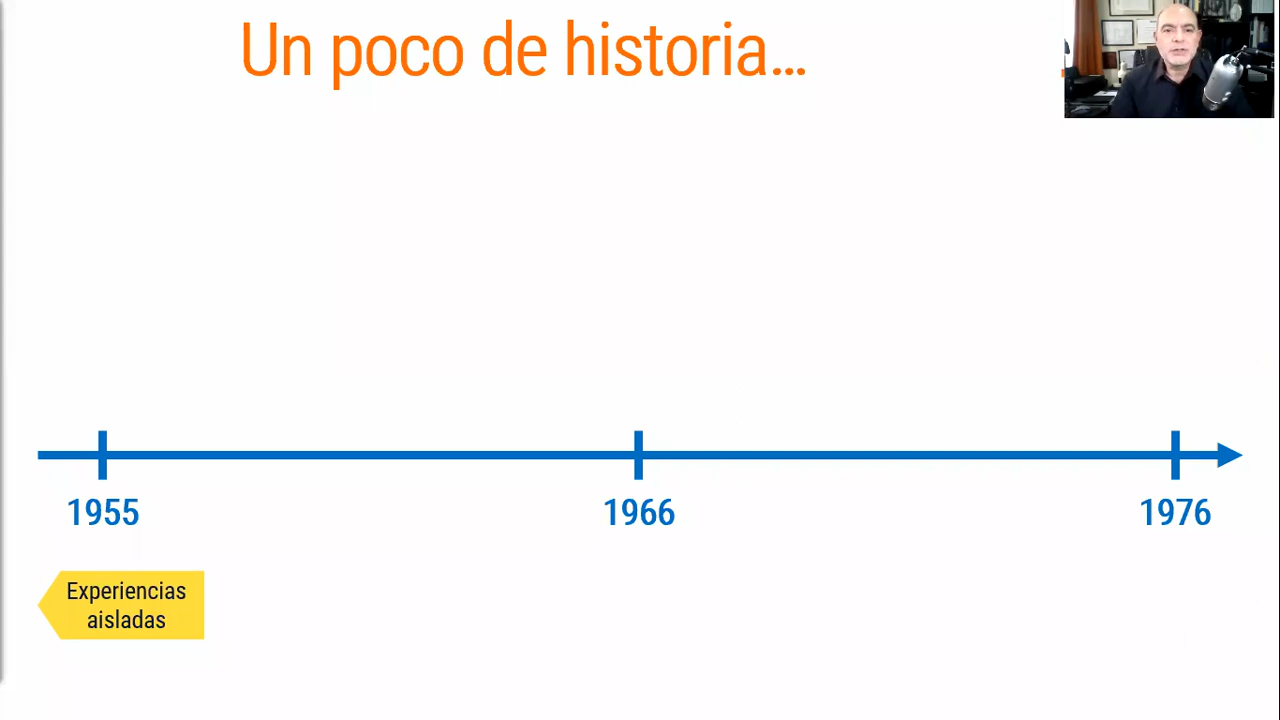 Un poco de historia...
1955
1966
1976
Experiencias
aisladas